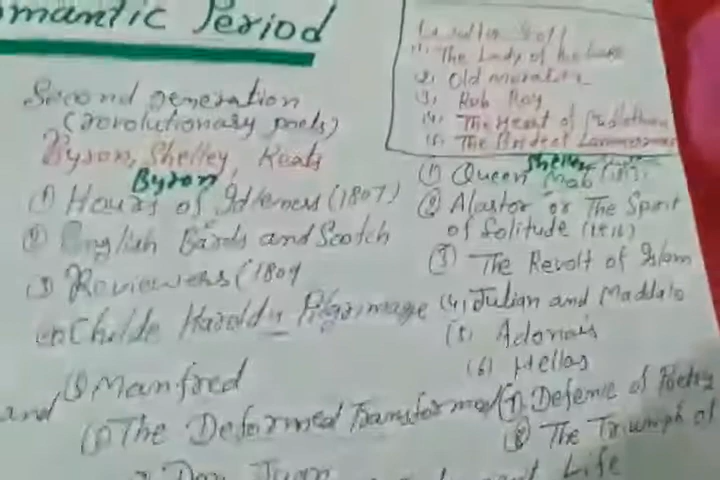 mantic Period
Walter Scott
(1) The Lady of the Lake
(2) Old morality
(3) Rob Roy
(4) The Heart of Midlothian
(5) The Bride of Lammermoor
Second generation
(revolutionary poets)
Byron, Shelley, Keats
Byron
(1) Hours of Idleness (1807)
(2) English Bards and Scotch
(3) Reviewers (1809
(4) Childe Harold's Pilgrimage
(5) Manfred
and
(6) The Deformed Transformed
Don Juan
Shelley
(1) Queen Mab
(2) Alastor or The Spirit
of Solitude (1816)
(3) The Revolt of Islam
(4) Julian and Maddalo
(5) Adonais
(6) Hellas
(7) Defence of Poetry
(8) The Triumph of
Life